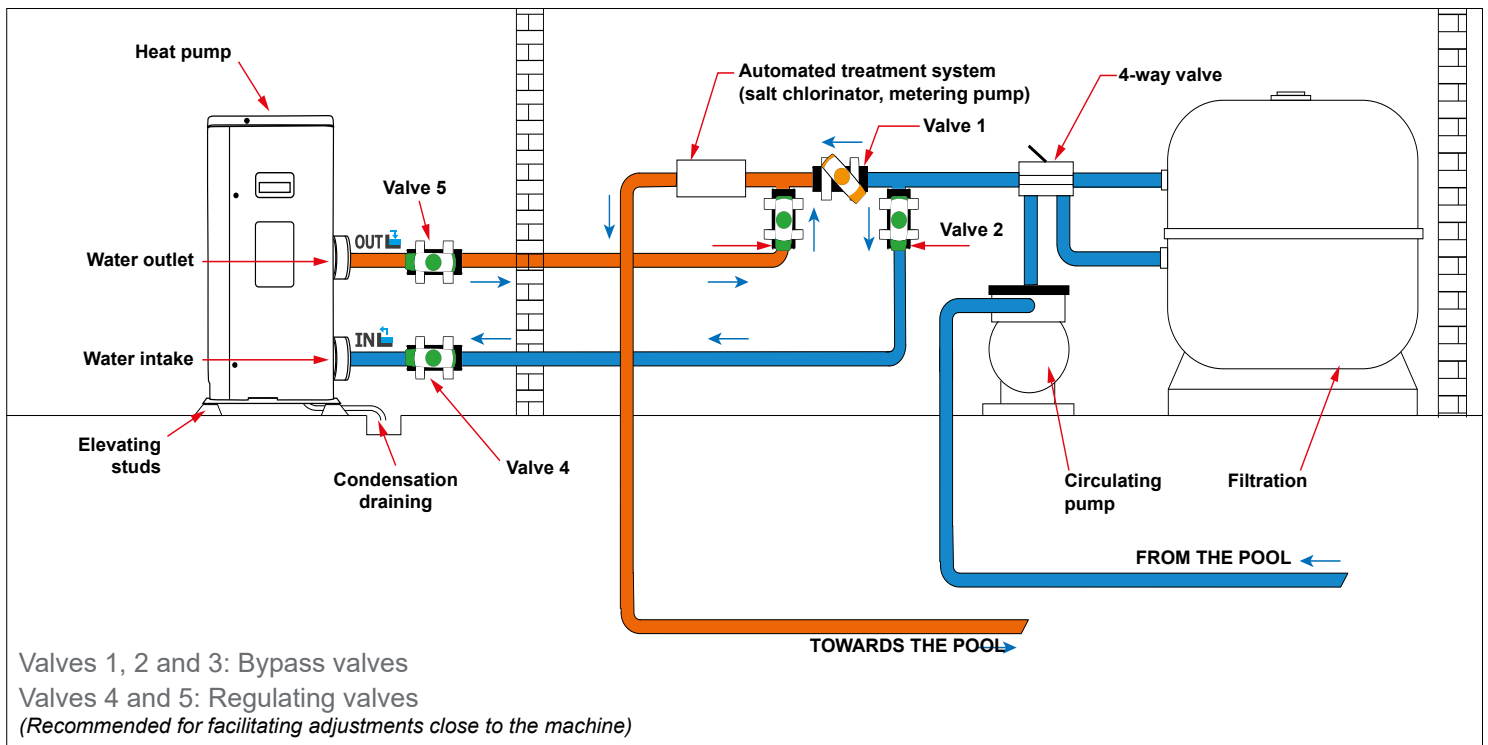 Heat pump
Automated treatment system
(salt chlorinator, metering pump)
4-way valve
Valve 1
Valve 5
OUT
Valve 2
Water outlet
IN
Water intake
Elevating
studs
Condensation
draining
Valve 4
Circulating
pump
Filtration
FROM THE POOL
TOWARDS THE POOL
Valves 1, 2 and 3: Bypass valves
Valves 4 and 5: Regulating valves
(Recommended for facilitating adjustments close to the machine)